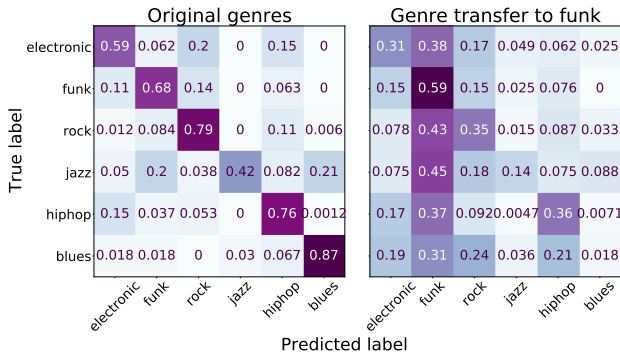 Original genres Genre transfer to funk
electronic 0.59 0.062 0.2 0 0.15 0 0.31 0.38 0.17 0.049 0.062 0.025
funk 0.11 0.68 0.14 0 0.063 0 0.15 0.59 0.15 0.025 0.076 0
rock 0.012 0.084 0.79 0 0.11 0.006 0.078 0.43 0.35 0.015 0.087 0.033
jazz 0.05 0.2 0.038 0.42 0.082 0.21 0.075 0.45 0.18 0.14 0.075 0.088
hiphop 0.15 0.037 0.053 0 0.76 0.0012 0.17 0.37 0.092 0.0047 0.36 0.0071
blues 0.018 0.018 0 0.03 0.067 0.87 0.19 0.31 0.24 0.036 0.21 0.018
True label
electronic funk rock jazz hiphop blues electronic funk rock jazz hiphop blues
Predicted label